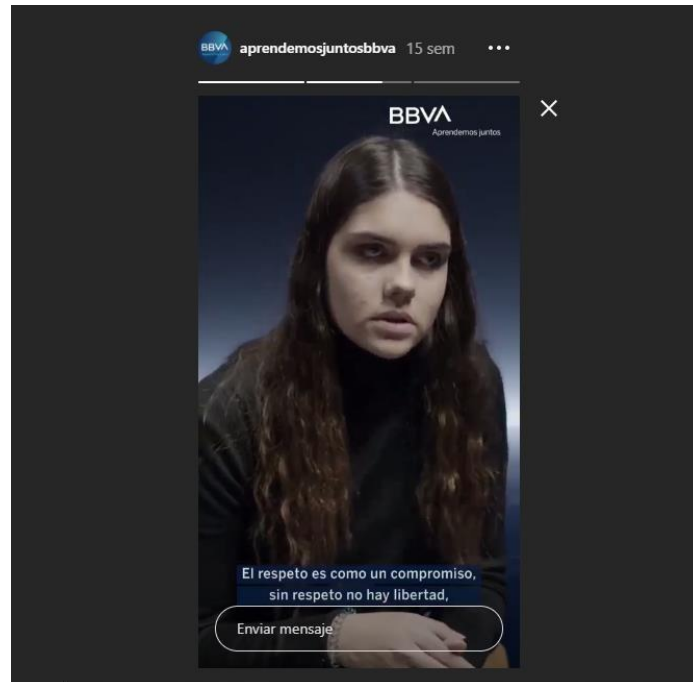 BBVA aprendemosjuntosbbva 15 sem
BBVA
Aprendemos juntos
El respeto es como un compromiso,
sin respeto no hay libertad,
Enviar mensaje